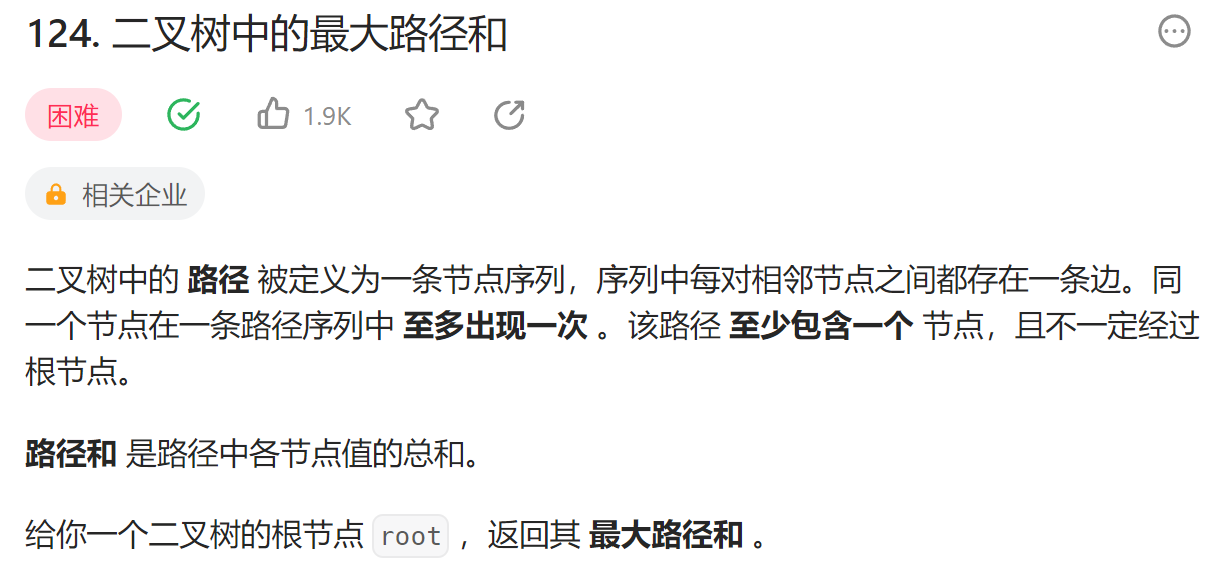 124. 二叉树中的最大路径和
困难
1.9K
相关企业
二叉树中的 路径 被定义为一条节点序列，序列中每对相邻节点之间都存在一条边。同
一个节点在一条路径序列中 至多出现一次 。该路径 至少包含一个 节点，且不一定经过
根节点。
路径和 是路径中各节点值的总和。
给你一个二叉树的根节点 root ，返回其 最大路径和 。